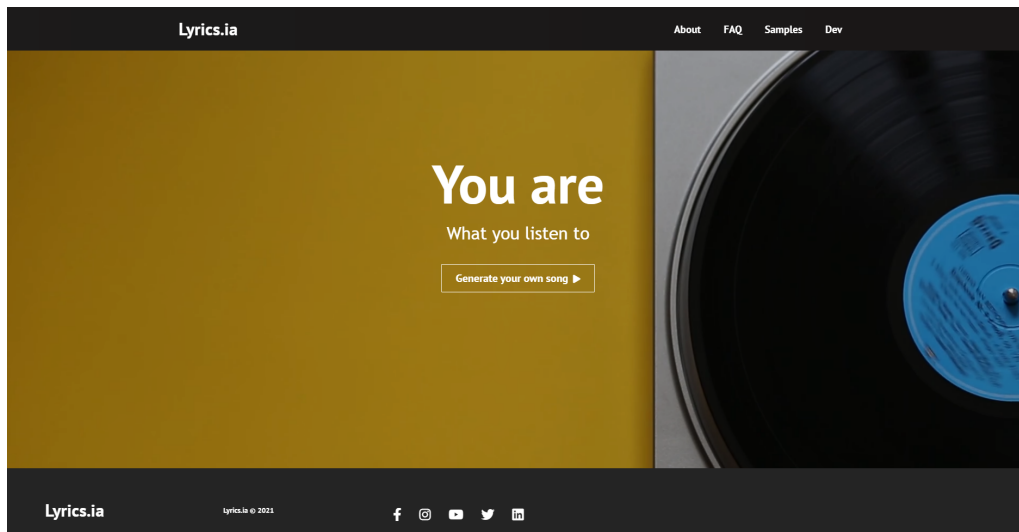 Lyrics.ia
About FAQ Samples Dev
You are
What you listen to
Generate your own song
Lyrics.ia
Lyrics.ia © 2021